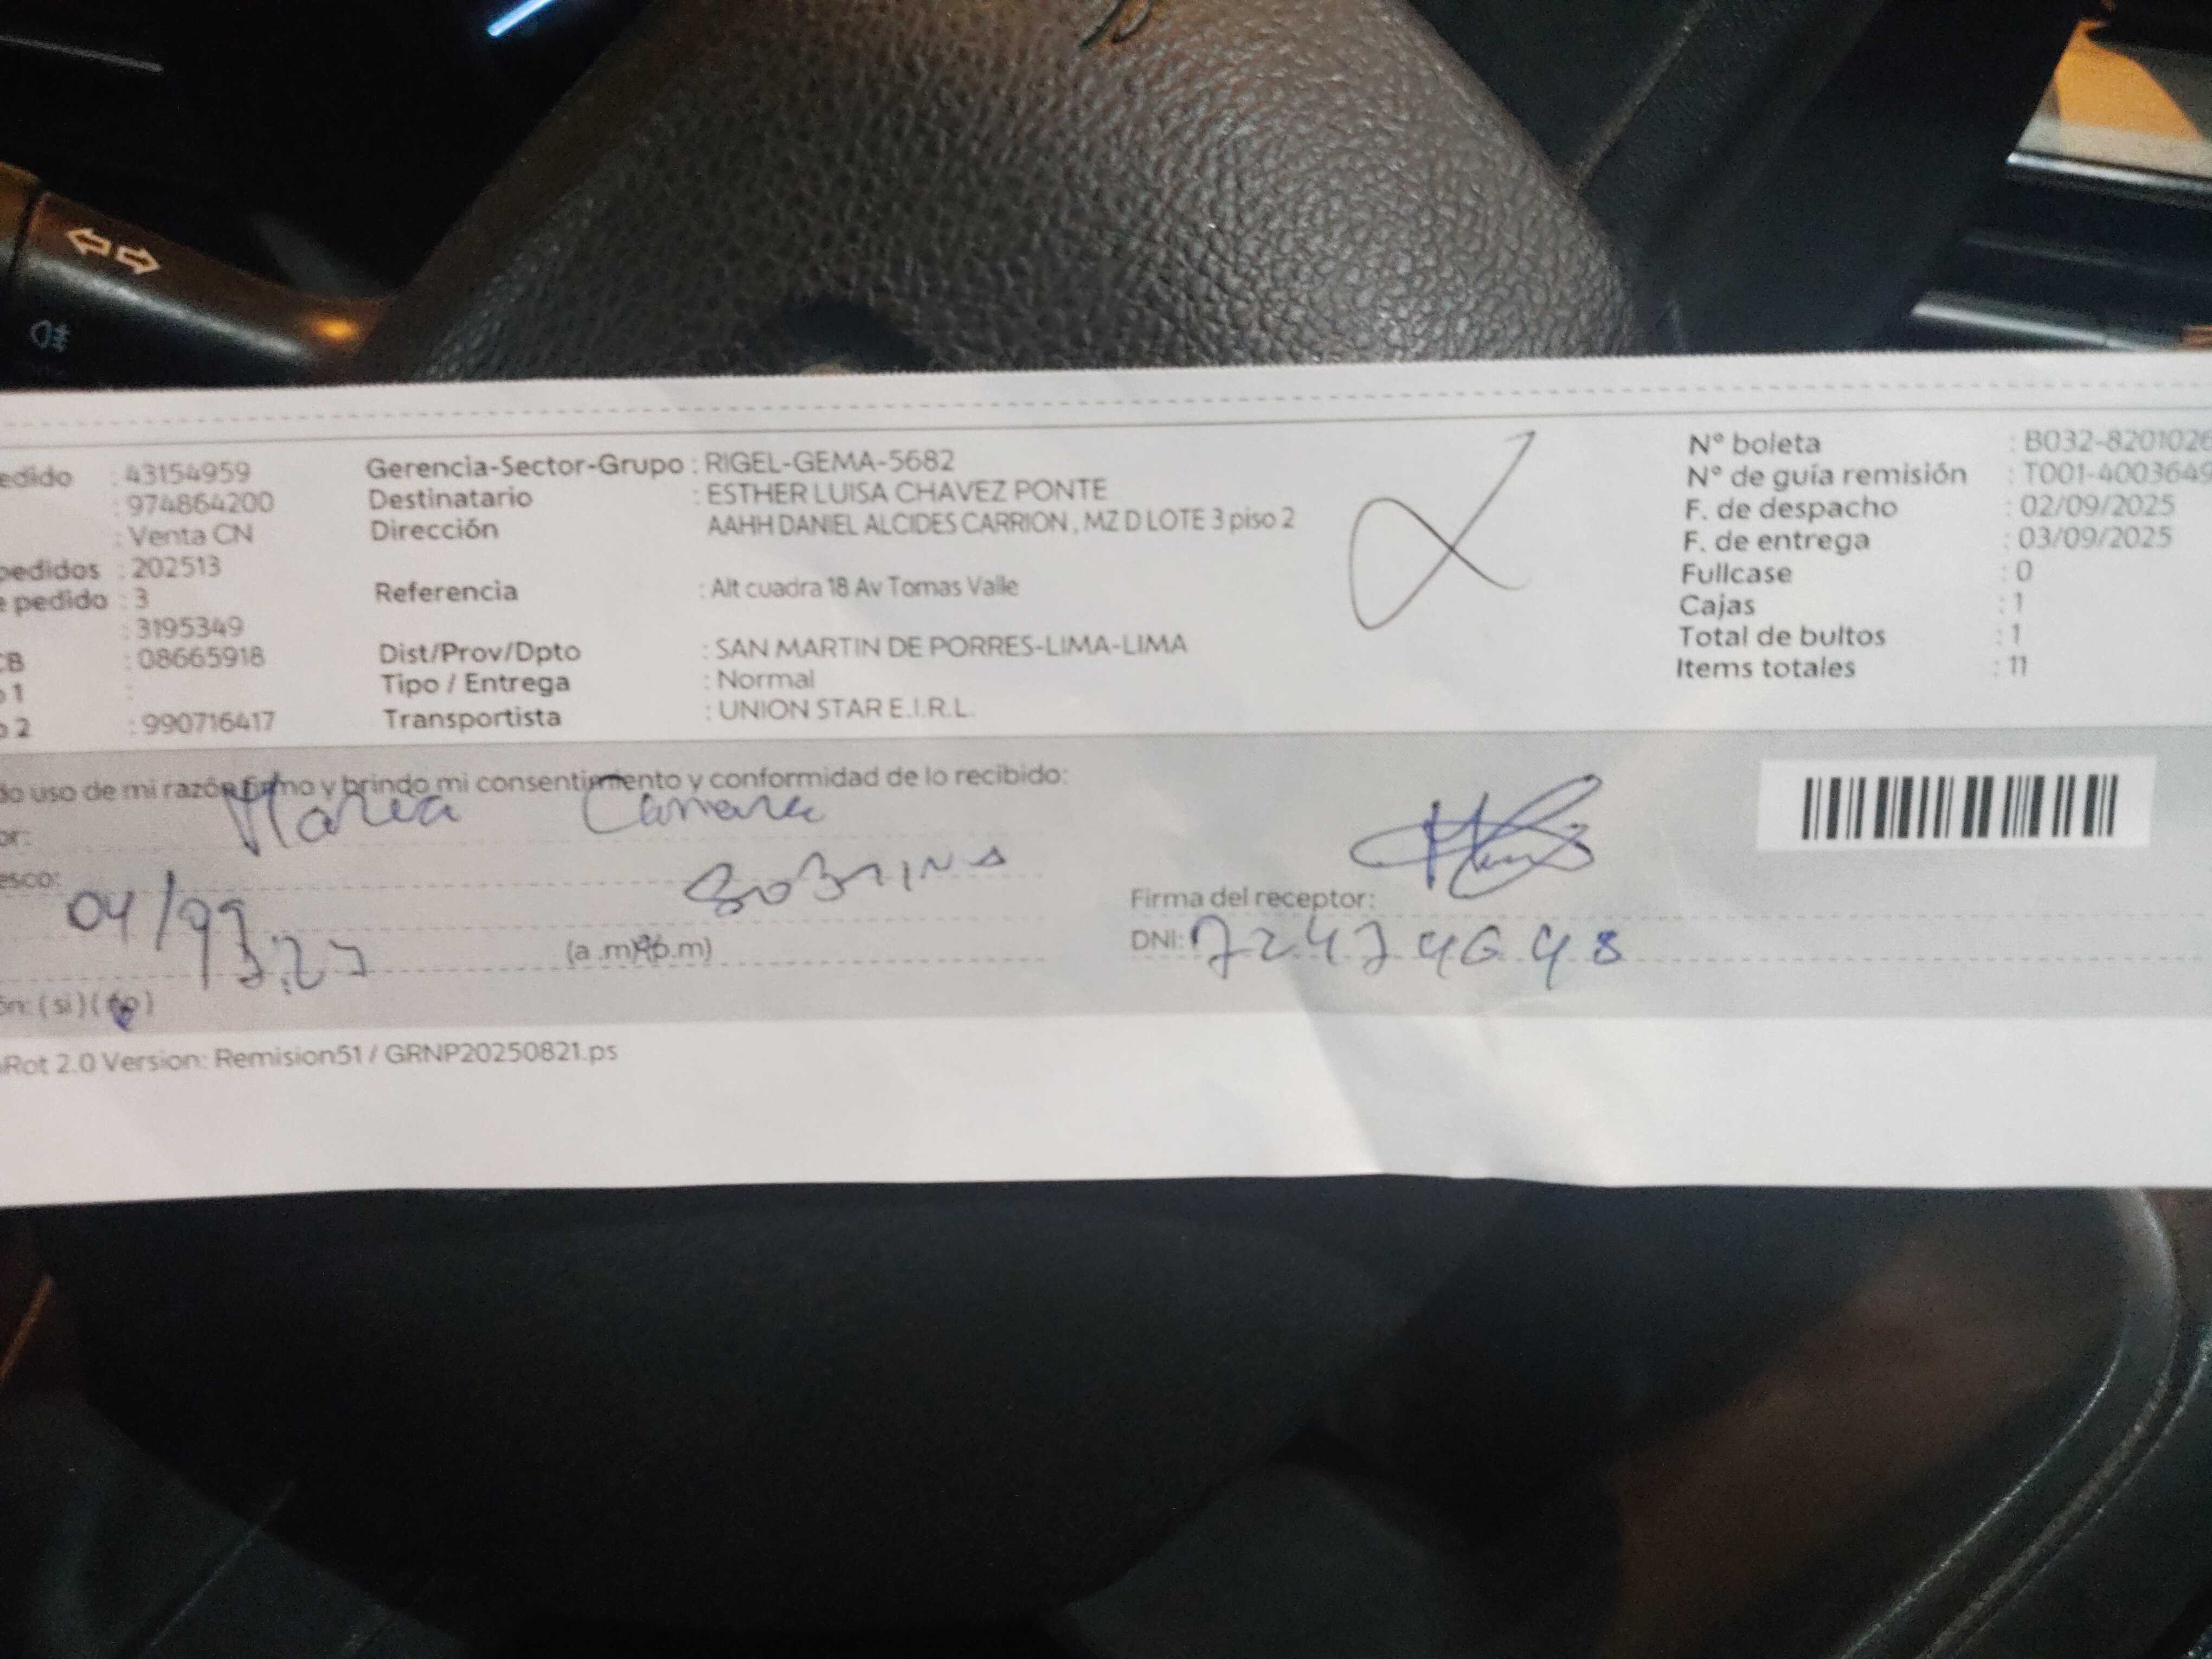 edido : 43154959 Gerencia-Sector-Grupo : RIGEL-GEMA-5682 N° boleta : B032-8201026
: 974864200 Destinatario : ESTHER LUISA CHAVEZ PONTE N° de guía remisión : T001-4003649
: Venta CN Dirección AAHH DANIEL ALCIDES CARRION , MZ D LOTE 3 piso 2 F. de despacho : 02/09/2025
pedidos : 202513 F. de entrega : 03/09/2025
e pedido : 3 Referencia : Alt cuadra 18 Av Tomas Valle Fullcase : 0
: 3195349 Cajas : 1
CB : 08665918 Dist/Prov/Dpto : SAN MARTIN DE PORRES-LIMA-LIMA Total de bultos : 1
o 1 : Tipo / Entrega : Normal Items totales : 11
o 2 : 990716417 Transportista : UNION STAR E.I.R.L.
do uso de mi razón firmo y brindo mi consentimiento y conformidad de lo recibido:
or: Maria
esco: SOBRINA
04/09 Firma del receptor:
(a .m) (p.m) DNI:
ón: ( si ) ( no )
Rot 2.0 Version: Remision51 / GRNP20250821.ps